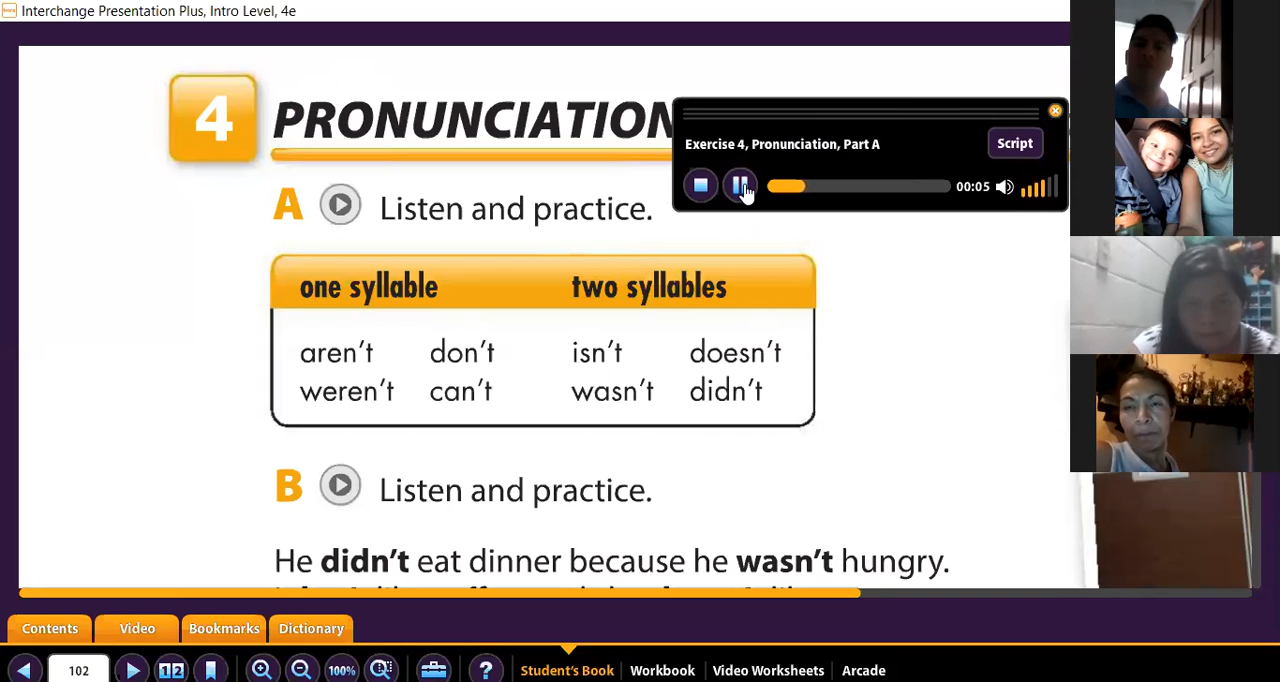 Interchange Presentation Plus, Intro Level, 4e
4 PRONUNCIATION
Exercise 4, Pronunciation, Part A
Script
00:05
A Listen and practice.
one syllable two syllables
aren't don't isn't doesn't
weren't can't wasn't didn't
B Listen and practice.
He didn't eat dinner because he wasn't hungry.
Contents Video Bookmarks Dictionary
102 1 2 100% ? Student's Book Workbook Video Worksheets Arcade